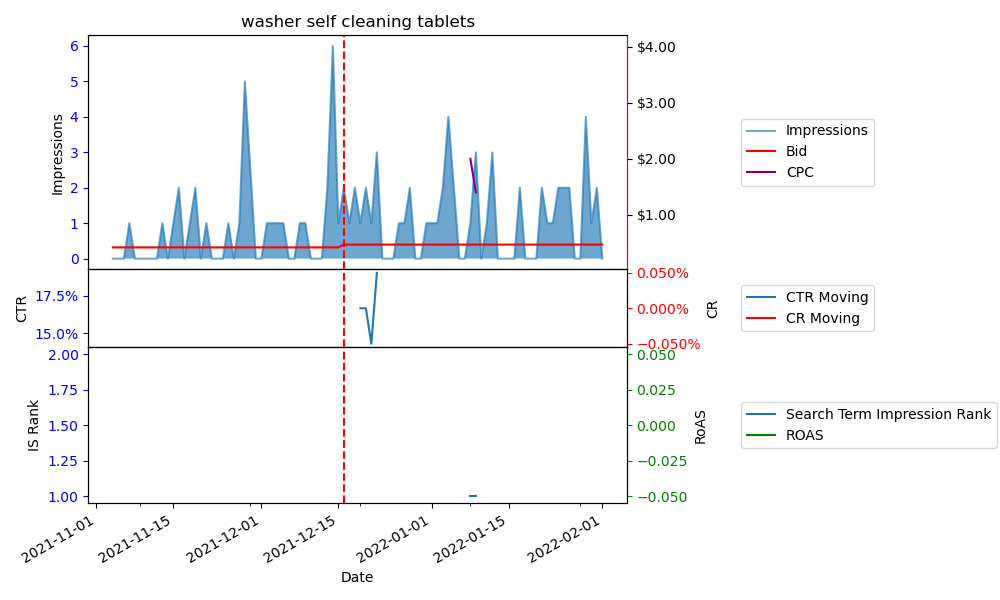 washer self cleaning tablets
Impressions
6
5
4
3
2
1
0
$4.00
$3.00
$2.00
$1.00
Impressions
Bid
CPC
CTR
17.5%
15.0%
0.050%
0.000%
−0.050%
CR
CTR Moving
CR Moving
IS Rank
2.00
1.75
1.50
1.25
1.00
0.050
0.025
0.000
−0.025
−0.050
RoAS
Search Term Impression Rank
ROAS
2021-11-01
2021-11-15
2021-12-01
2021-12-15
2022-01-01
2022-01-15
2022-02-01
Date